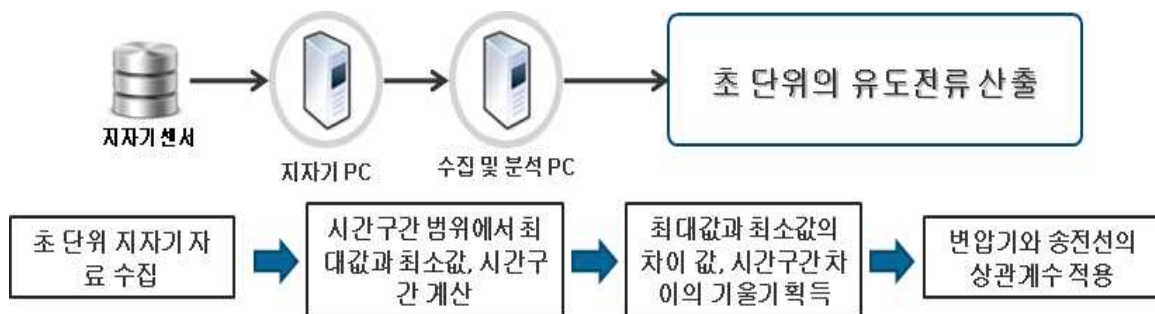 초 단위의 유도전류 산출
지자기 센서
지자기 PC
수집 및 분석 PC
초 단위 지자기 자
료 수집
시간구간 범위에서 최
대값과 최소값, 시간구
간 계산
최대값과 최소값의
차이 값, 시간구간 차
이의 기울기획득
변압기와 송전선의
상관계수 적용